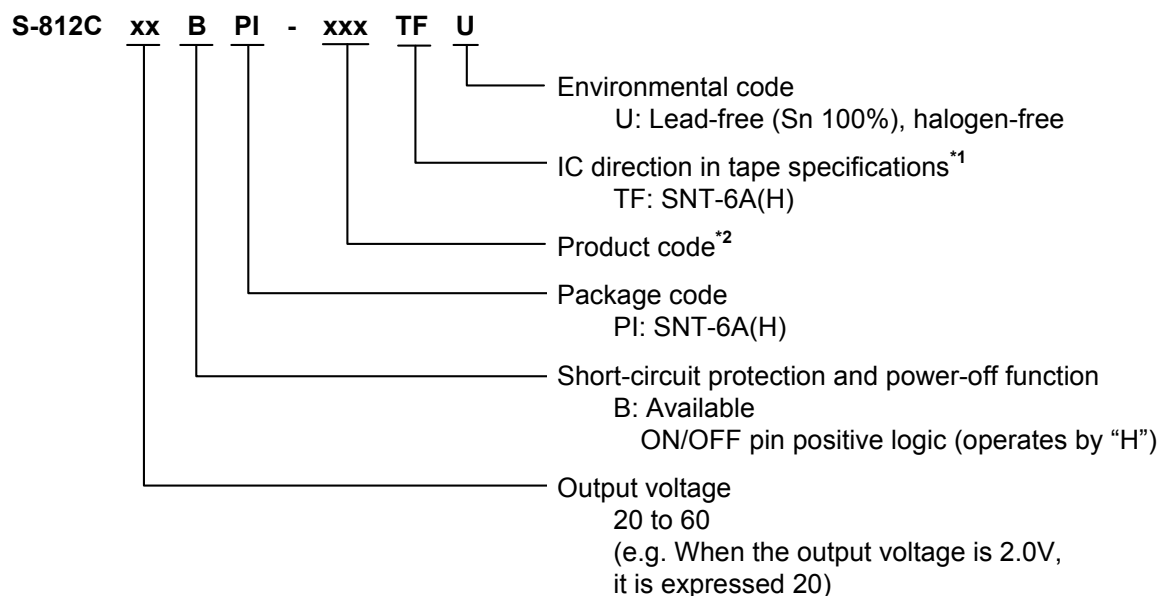 S-812C xx B PI - xxx TF U
Environmental code
U: Lead-free (Sn 100%), halogen-free
IC direction in tape specifications*1
TF: SNT-6A(H)
Product code*2
Package code
PI: SNT-6A(H)
Short-circuit protection and power-off function
B: Available
ON/OFF pin positive logic (operates by “H”)
Output voltage
20 to 60
(e.g. When the output voltage is 2.0V,
it is expressed 20)